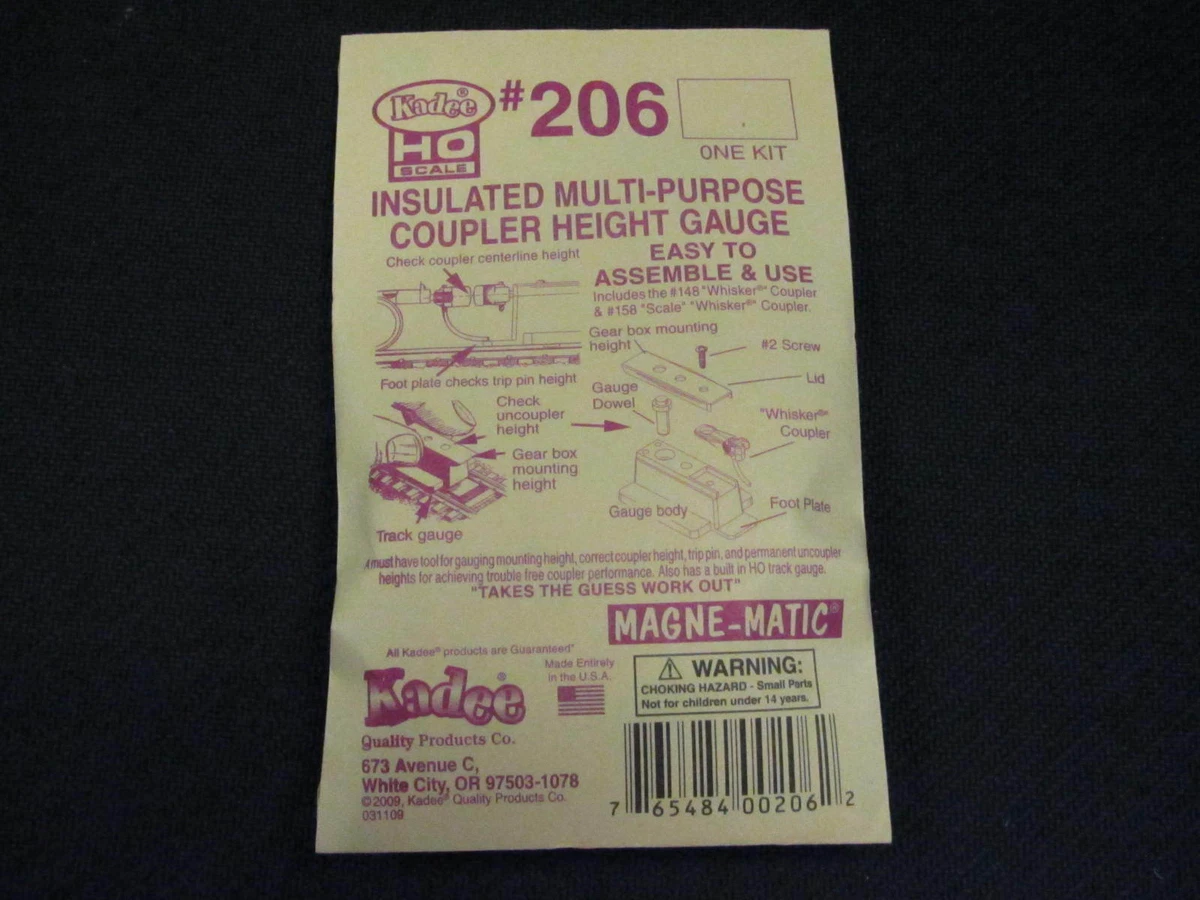 Kadee®
HO
SCALE
#206
ONE KIT
INSULATED MULTI-PURPOSE
COUPLER HEIGHT GAUGE
Check coupler centerline height
EASY TO
ASSEMBLE & USE
Includes the #148 "Whisker®" Coupler
& #158 "Scale" "Whisker®" Coupler.
Gear box mounting
height
#2 Screw
Lid
Foot plate checks trip pin height
Gauge
Dowel
Check
uncoupler
height
"Whisker®"
Coupler
Gear box
mounting
height
Gauge body
Foot Plate
Track gauge
A must have tool for gauging mounting height, correct coupler height, trip pin, and permanent uncoupler
heights for achieving trouble free coupler performance. Also has a built in HO track gauge.
"TAKES THE GUESS WORK OUT"
MAGNE-MATIC®
All Kadee® products are Guaranteed"
Made Entirely
in the U.S.A.
Kadee®
Quality Products Co.
673 Avenue C,
White City, OR 97503-1078
©2009, Kadee® Quality Products Co.
031109
WARNING:
CHOKING HAZARD - Small Parts
Not for children under 14 years.
7 65484 00206 2